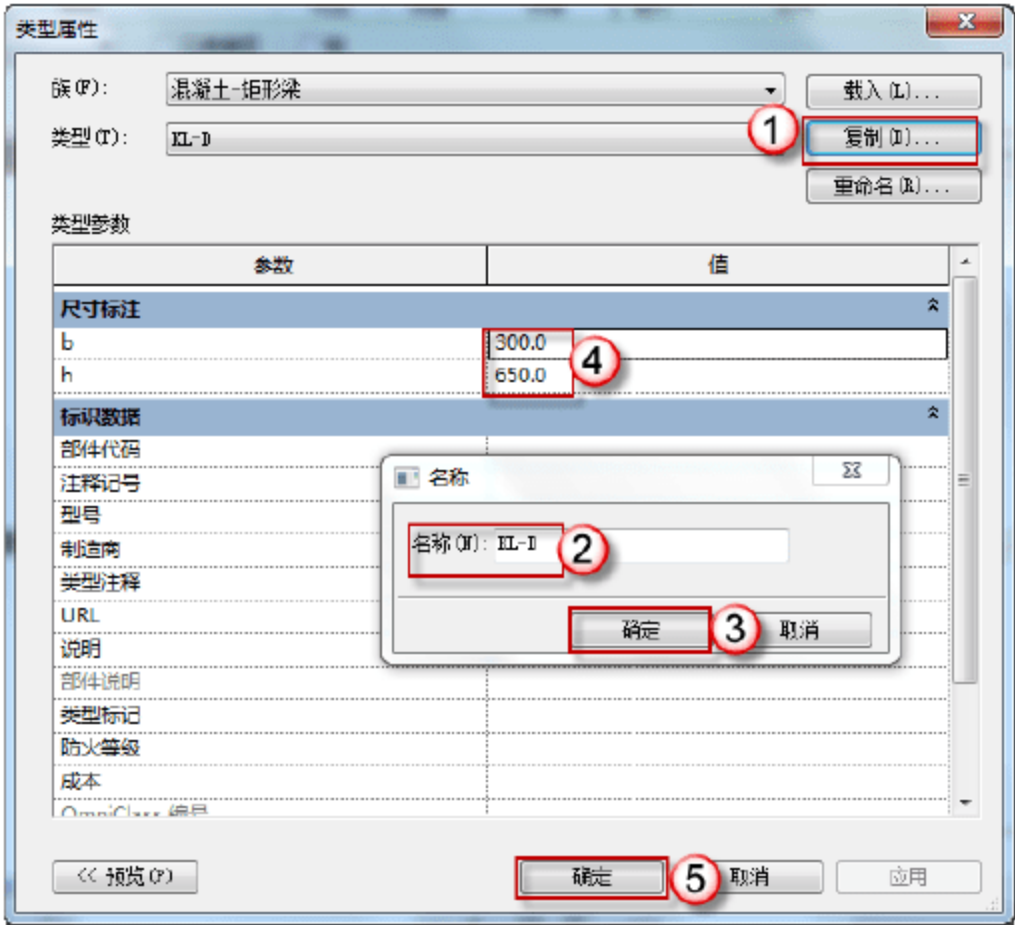 类型属性
族(F): 混凝土-矩形梁 载入(L)...
类型(T): KL-D ① 复制(D)...
重命名(R)...
类型参数
参数 值
尺寸标注
b 300.0 ④
h 650.0
标识数据
部件代码
注释记号
型号
制造商
类型注释
URL
说明
部件说明
类型标记
防火等级
成本
OmniClass 编号
名称
名称(N): KL-D ②
确定 ③ 取消
<< 预览(P) 确定 ⑤ 取消 应用